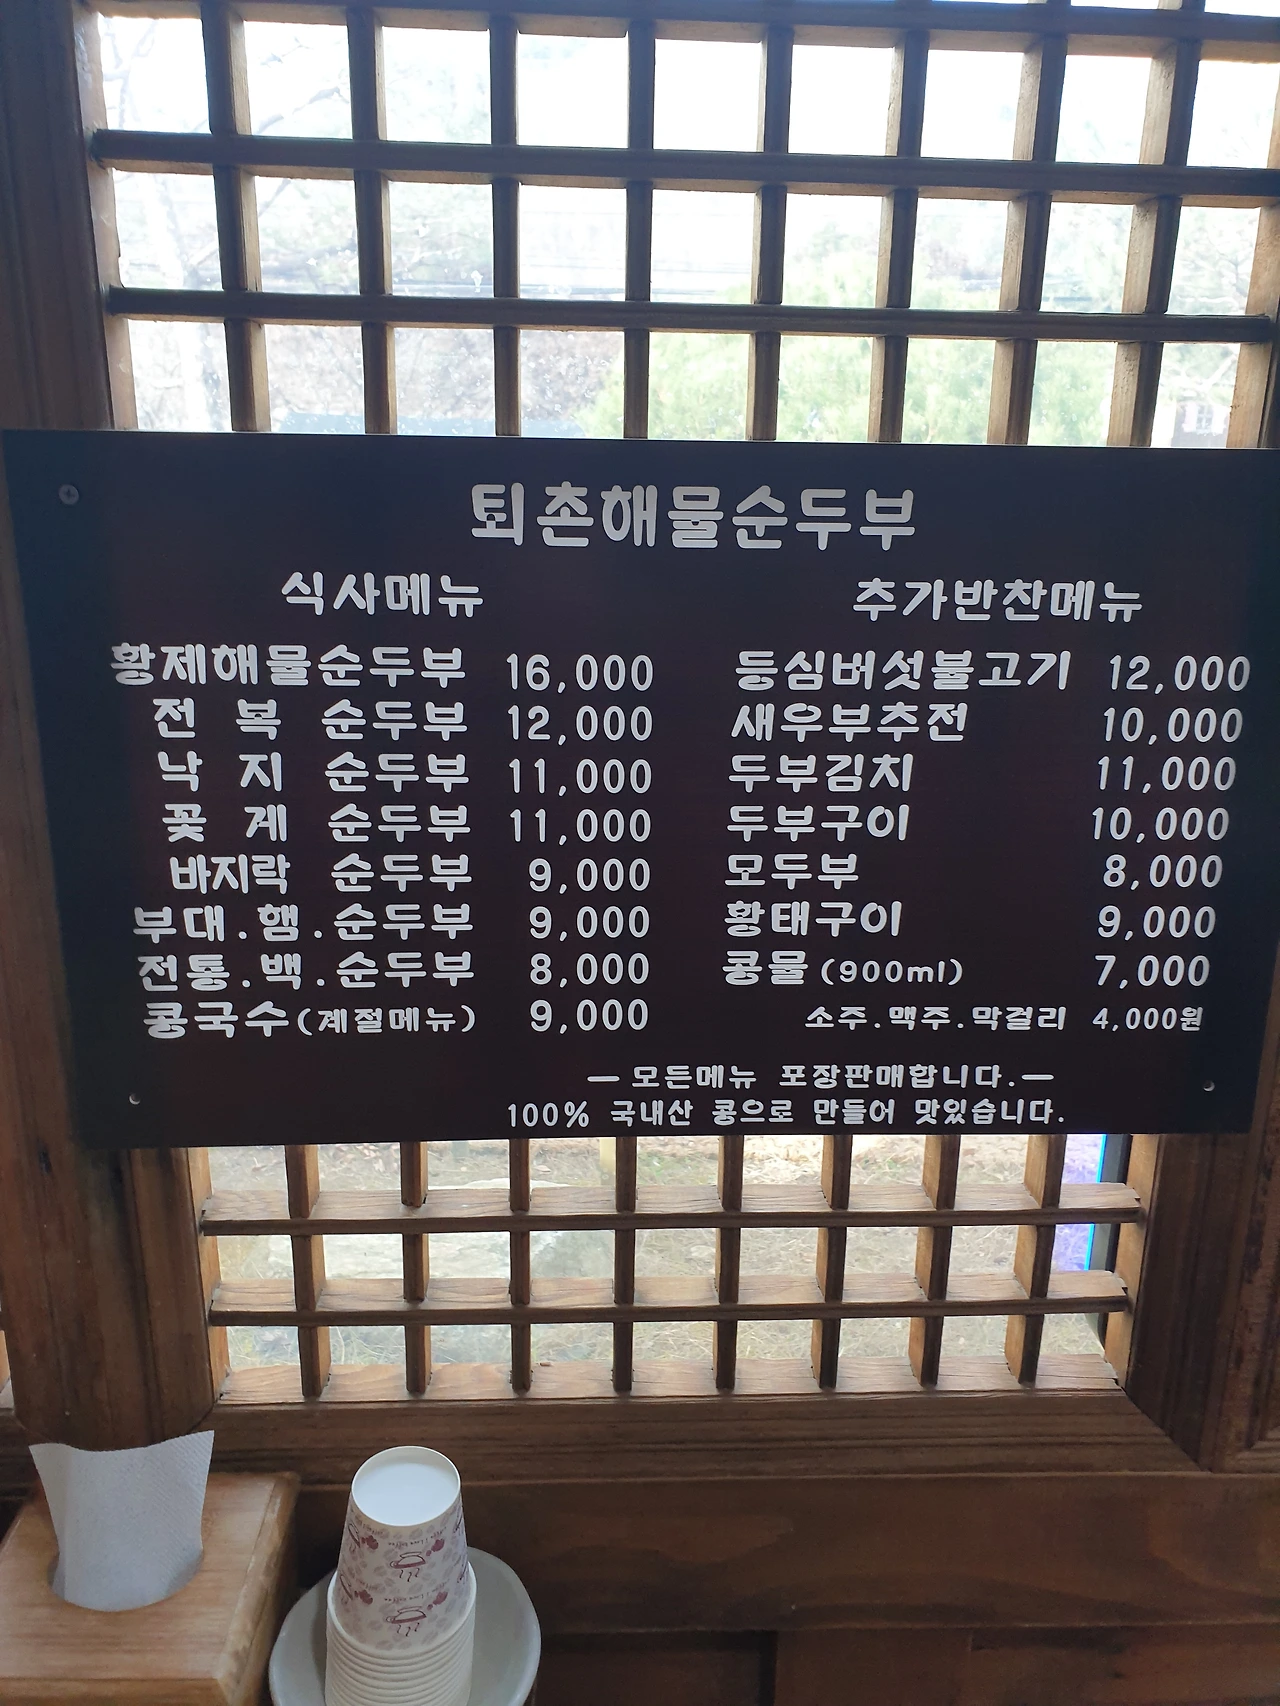 퇴촌해물순두부
식사메뉴
황제해물순두부 16,000
전 복 순두부 12,000
낙 지 순두부 11,000
꽃 게 순두부 11,000
바지락 순두부 9,000
부대.햄.순두부 9,000
전통.백.순두부 8,000
콩국수(계절메뉴) 9,000
추가반찬메뉴
등심버섯불고기 12,000
새우부추전 10,000
두부김치 11,000
두부구이 10,000
모두부 8,000
황태구이 9,000
콩물(900ml) 7,000
소주.맥주.막걸리 4,000원
— 모든메뉴 포장판매합니다.—
100% 국내산 콩으로 만들어 맛있습니다.